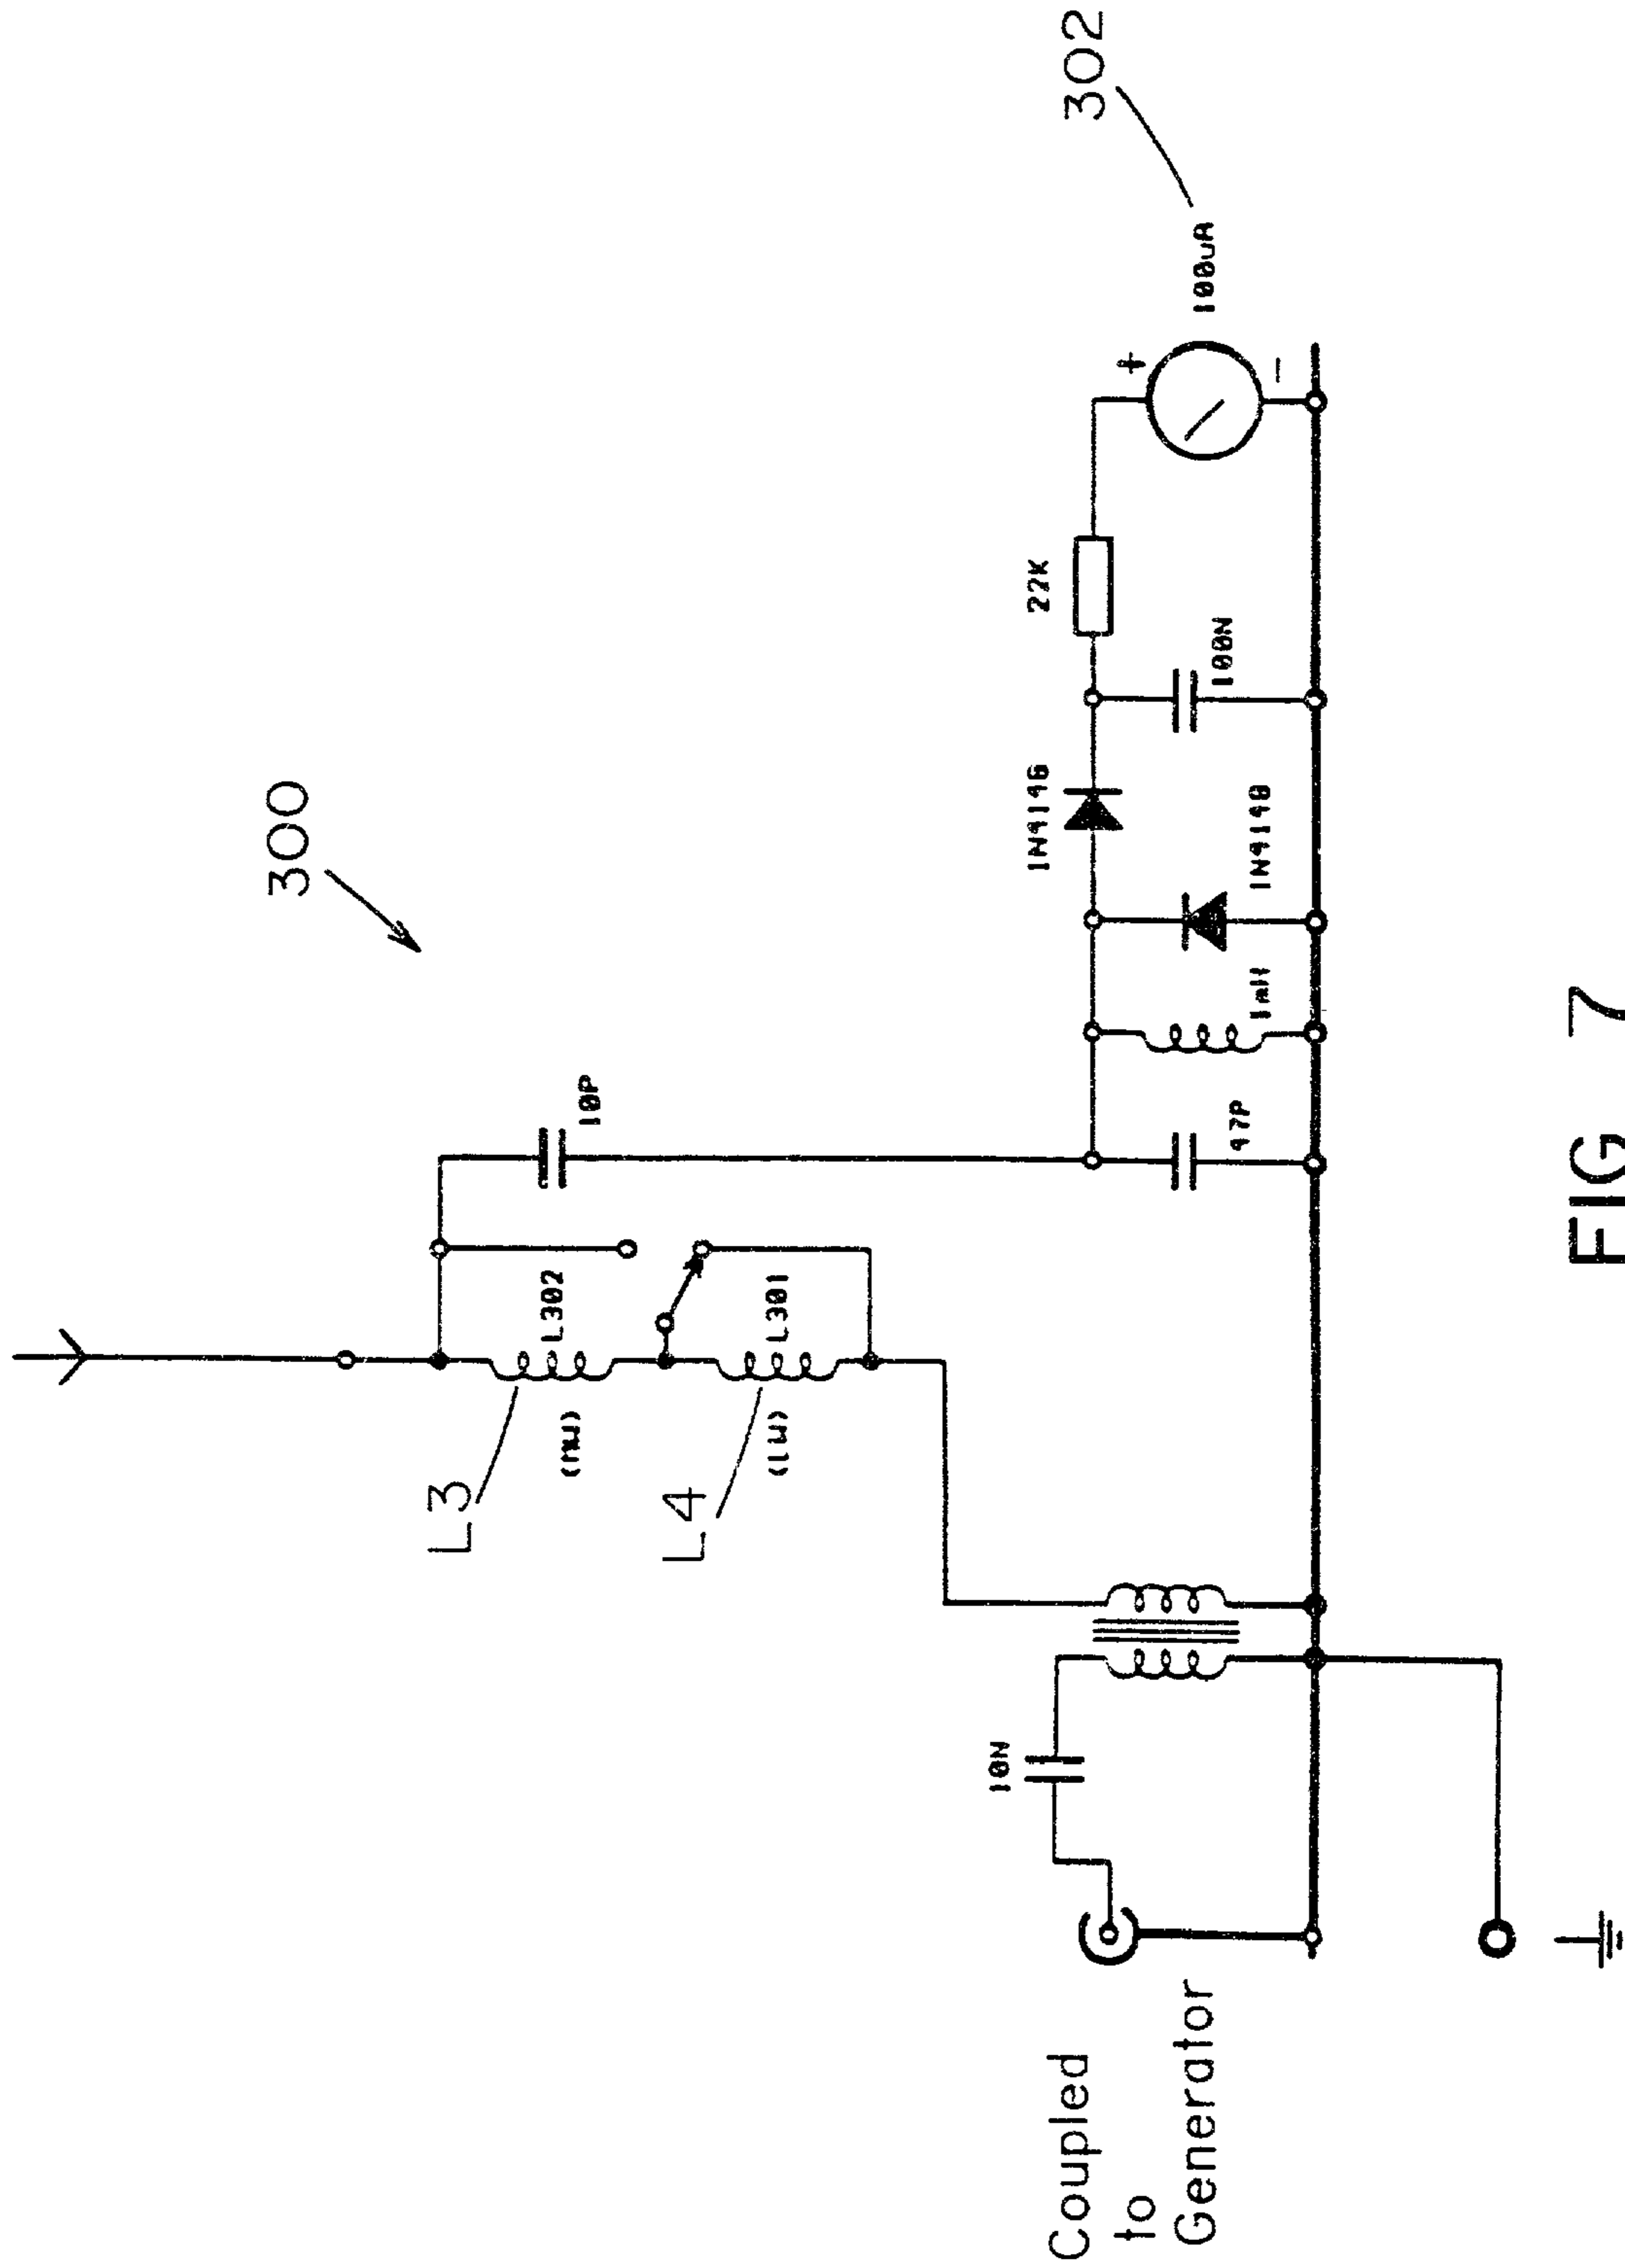 300
302
L3
L4
L302
(MW)
L301
(LW)
10P
47P
1mH
1N4148
1N4148
100N
22K
+
100uA
-
10N
Coupled
to
Generator
FIG 7